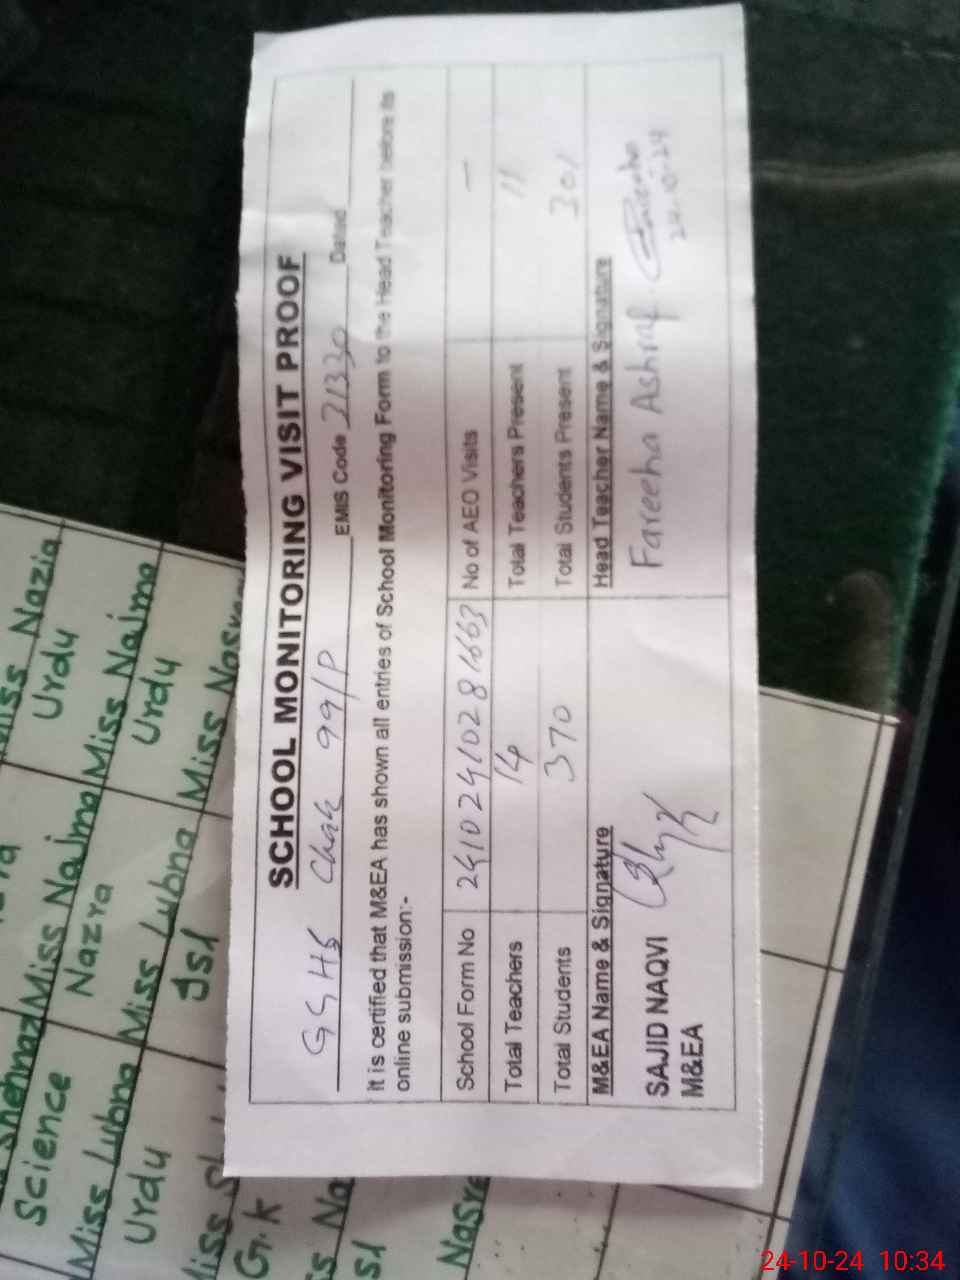 SCHOOL MONITORING VISIT PROOF
GGHS Chak 99/P EMIS Code 31330 Dated
It is certified that M&EA has shown all entries of School Monitoring Form to the Head Teacher before its
online submission:-
School Form No 24102410281663 No of AEO Visits -
Total Teachers 14 Total Teachers Present 11
Total Students 370 Total Students Present 301
M&EA Name & Signature Head Teacher Name & Signature
SAJID NAQVI Fareeha Ashraf Fareeha
M&EA 24.10.24
Miss Nazia
Urdu
Miss Najma
Urdu
Miss Najma
Nazra
Miss Lubna
Isl
Science
Miss Lubna
Urdu
G.K
24-10-24 10:34